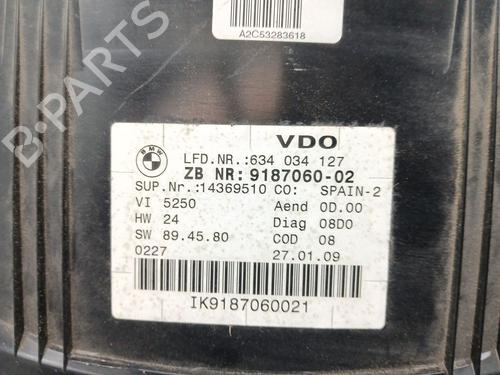 A2C53283618
BMW
VDO
LFD.NR.:634 034 127
ZB NR:9187060-02
SUP.Nr.:14369510 CO: SPAIN-2
VI 5250 Aend 0D.00
HW 24 Diag 08D0
SW 89.45.80 COD 08
0227 27.01.09
IK9187060021
B-PARTS